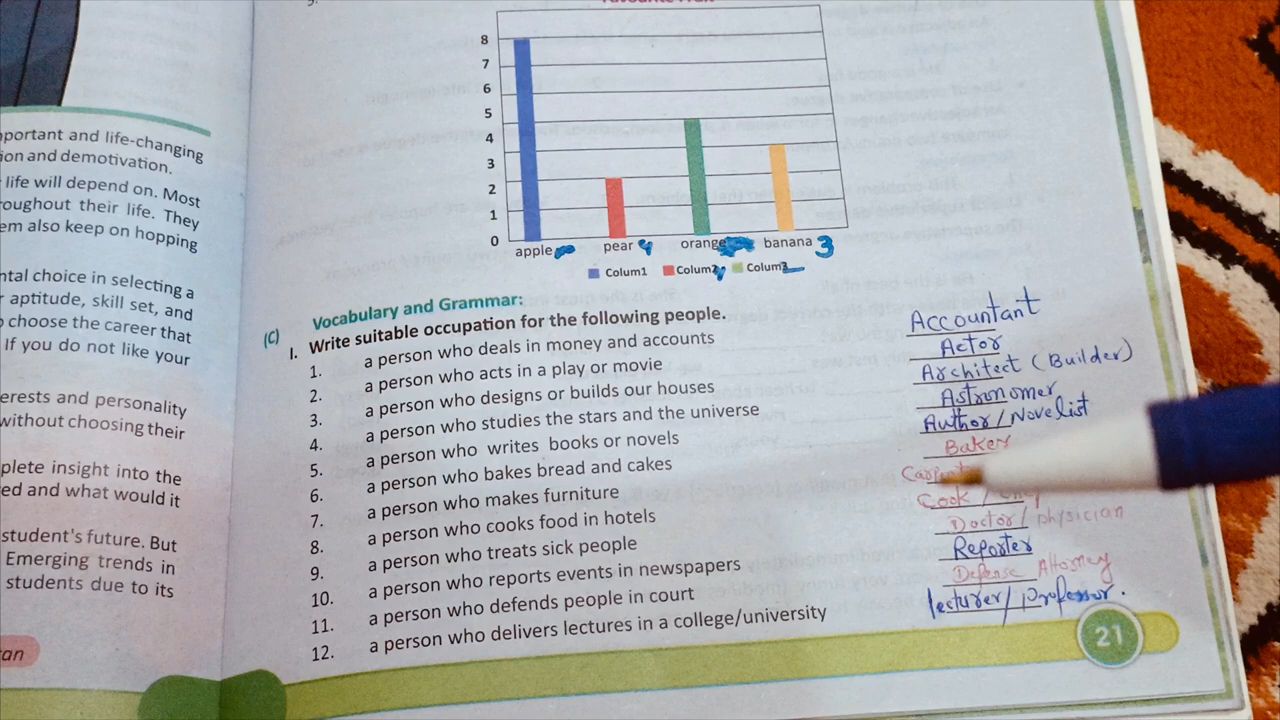 Favourite Fruit
8
7
6
5
4
3
2
1
0
apple pear orange banana 3
Colum1 Colum2 Colum3
portant and life-changing
ion and demotivation.
life will depend on. Most
roughout their life. They
em also keep on hopping
ntal choice in selecting a
r aptitude, skill set, and
o choose the career that
If you do not like your
erests and personality
without choosing their
plete insight into the
ed and what would it
student's future. But
Emerging trends in
students due to its
an
(C) Vocabulary and Grammar:
I. Write suitable occupation for the following people.
1. a person who deals in money and accounts Accountant
2. a person who acts in a play or movie Actor
3. a person who designs or builds our houses Architect (Builder)
4. a person who studies the stars and the universe Astronomer
5. a person who writes books or novels Author/Novelist
6. a person who bakes bread and cakes Baker
7. a person who makes furniture
8. a person who cooks food in hotels Cook /
9. a person who treats sick people Doctor/physician
10. a person who reports events in newspapers Reporter
11. a person who defends people in court Defense Attorney
12. a person who delivers lectures in a college/university lecturer/professor.
21